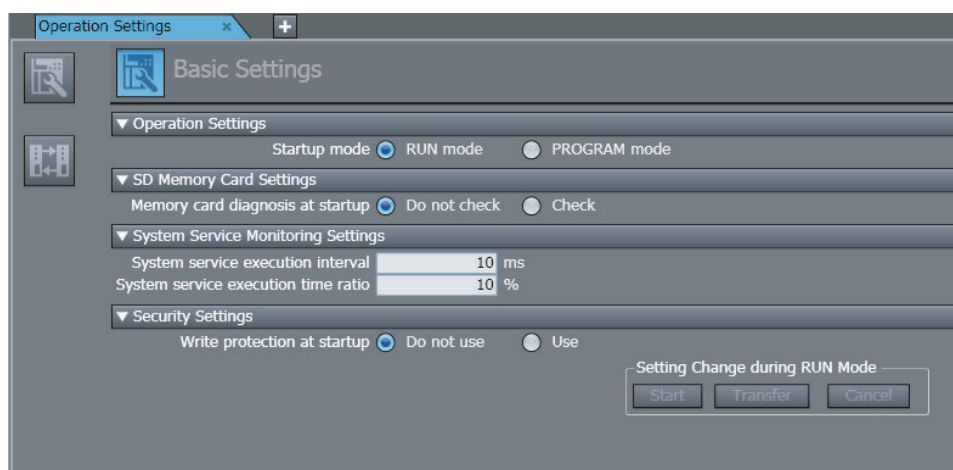 Operation Settings × +
Basic Settings
▼ Operation Settings
Startup mode RUN mode PROGRAM mode
▼ SD Memory Card Settings
Memory card diagnosis at startup Do not check Check
▼ System Service Monitoring Settings
System service execution interval 10 ms
System service execution time ratio 10 %
▼ Security Settings
Write protection at startup Do not use Use
Setting Change during RUN Mode
Start Transfer Cancel